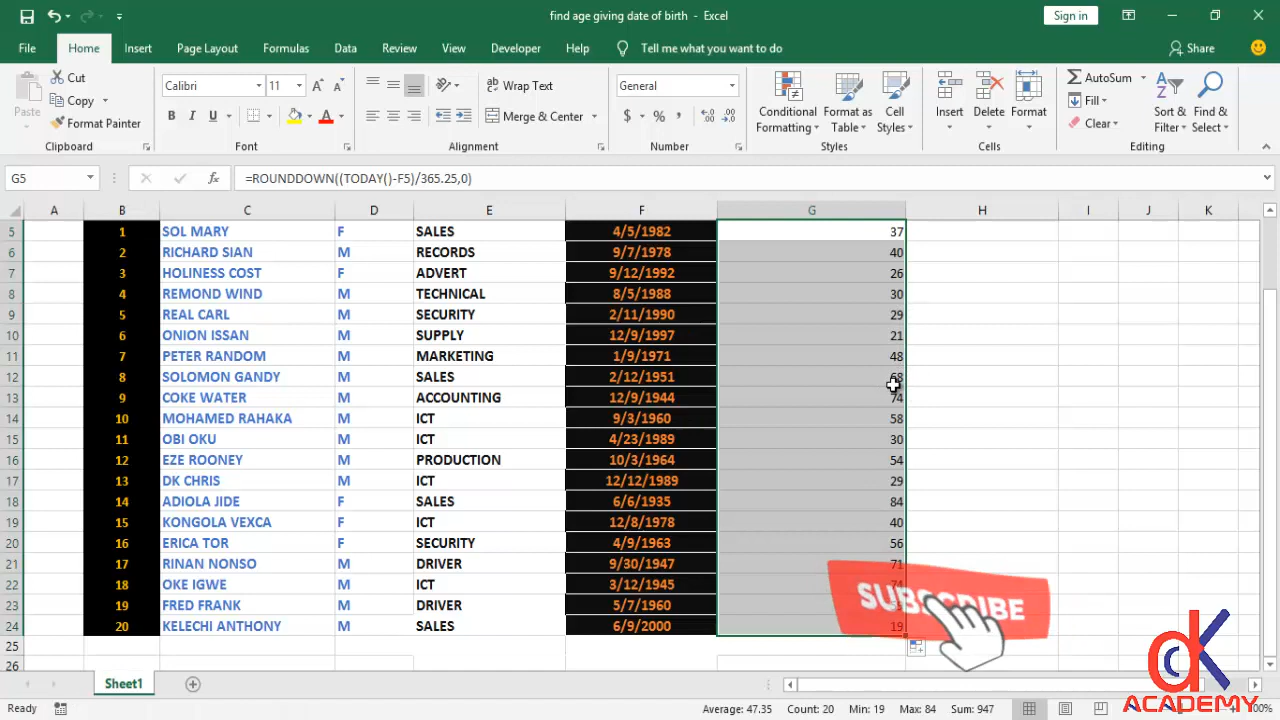 find age giving date of birth - Excel
Sign in
File Home Insert Page Layout Formulas Data Review View Developer Help Tell me what you want to do Share
Paste
Cut
Copy
Format Painter
Clipboard
Calibri 11
B I U
Font
Wrap Text
Merge & Center
Alignment
General
$ % ,
Number
Conditional Formatting
Format as Table
Cell Styles
Styles
Insert
Delete
Format
Cells
AutoSum
Fill
Clear
Sort & Filter
Find & Select
Editing
G5 fx =ROUNDDOWN((TODAY()-F5)/365.25,0)
A B C D E F G H I J K
5 1 SOL MARY F SALES 4/5/1982 37
6 2 RICHARD SIAN M RECORDS 9/7/1978 40
7 3 HOLINESS COST F ADVERT 9/12/1992 26
8 4 REMOND WIND M TECHNICAL 8/5/1988 30
9 5 REAL CARL M SECURITY 2/11/1990 29
10 6 ONION ISSAN M SUPPLY 12/9/1997 21
11 7 PETER RANDOM M MARKETING 1/9/1971 48
12 8 SOLOMON GANDY M SALES 2/12/1951 68
13 9 COKE WATER M ACCOUNTING 12/9/1944 74
14 10 MOHAMED RAHAKA M ICT 9/3/1960 58
15 11 OBI OKU M ICT 4/23/1989 30
16 12 EZE ROONEY M PRODUCTION 10/3/1964 54
17 13 DK CHRIS M ICT 12/12/1989 29
18 14 ADIOLA JIDE F SALES 6/6/1935 84
19 15 KONGOLA VEXCA F ICT 12/8/1978 40
20 16 ERICA TOR F SECURITY 4/9/1963 56
21 17 RINAN NONSO M DRIVER 9/30/1947 71
22 18 OKE IGWE M ICT 3/12/1945
23 19 FRED FRANK M DRIVER 5/7/1960
24 20 KELECHI ANTHONY M SALES 6/9/2000 19
25
26
SUBSCRIBE
dK
ACADEMY
Sheet1
Ready
Average: 47.35 Count: 20 Min: 19 Max: 84 Sum: 947